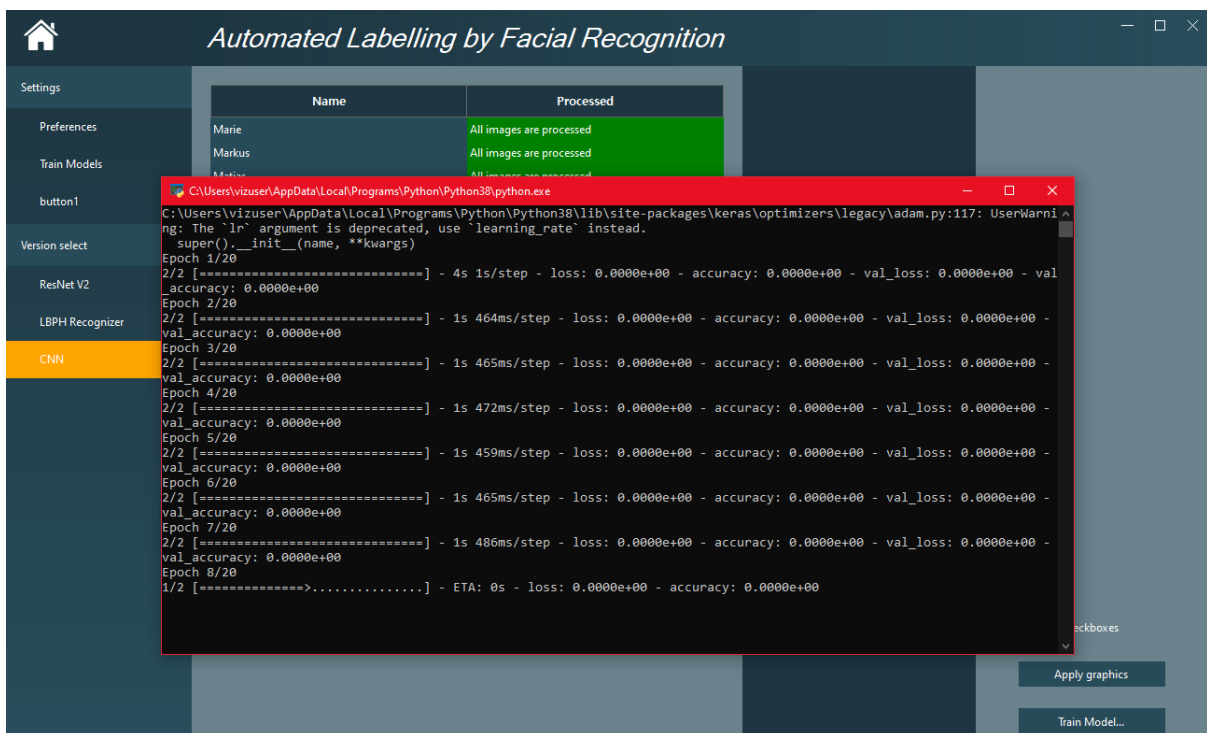 Automated Labelling by Facial Recognition
Settings
Preferences
Train Models
button1
Version select
ResNet V2
LBPH Recognizer
CNN
Name Processed
Marie All images are processed
Markus All images are processed
Matias All images are processed
C:\Users\vizuser\AppData\Local\Programs\Python\Python38\python.exe
C:\Users\vizuser\AppData\Local\Programs\Python\Python38\lib\site-packages\keras\optimizers\legacy\adam.py:117: UserWarni
ng: The `lr` argument is deprecated, use `learning_rate` instead.
super().__init__(name, **kwargs)
Epoch 1/20
2/2 [==============================] - 4s 1s/step - loss: 0.0000e+00 - accuracy: 0.0000e+00 - val_loss: 0.0000e+00 - val
_accuracy: 0.0000e+00
Epoch 2/20
2/2 [==============================] - 1s 464ms/step - loss: 0.0000e+00 - accuracy: 0.0000e+00 - val_loss: 0.0000e+00 -
val_accuracy: 0.0000e+00
Epoch 3/20
2/2 [==============================] - 1s 465ms/step - loss: 0.0000e+00 - accuracy: 0.0000e+00 - val_loss: 0.0000e+00 -
val_accuracy: 0.0000e+00
Epoch 4/20
2/2 [==============================] - 1s 472ms/step - loss: 0.0000e+00 - accuracy: 0.0000e+00 - val_loss: 0.0000e+00 -
val_accuracy: 0.0000e+00
Epoch 5/20
2/2 [==============================] - 1s 459ms/step - loss: 0.0000e+00 - accuracy: 0.0000e+00 - val_loss: 0.0000e+00 -
val_accuracy: 0.0000e+00
Epoch 6/20
2/2 [==============================] - 1s 465ms/step - loss: 0.0000e+00 - accuracy: 0.0000e+00 - val_loss: 0.0000e+00 -
val_accuracy: 0.0000e+00
Epoch 7/20
2/2 [==============================] - 1s 486ms/step - loss: 0.0000e+00 - accuracy: 0.0000e+00 - val_loss: 0.0000e+00 -
val_accuracy: 0.0000e+00
Epoch 8/20
1/2 [==============>...............] - ETA: 0s - loss: 0.0000e+00 - accuracy: 0.0000e+00
eckboxes
Apply graphics
Train Model...